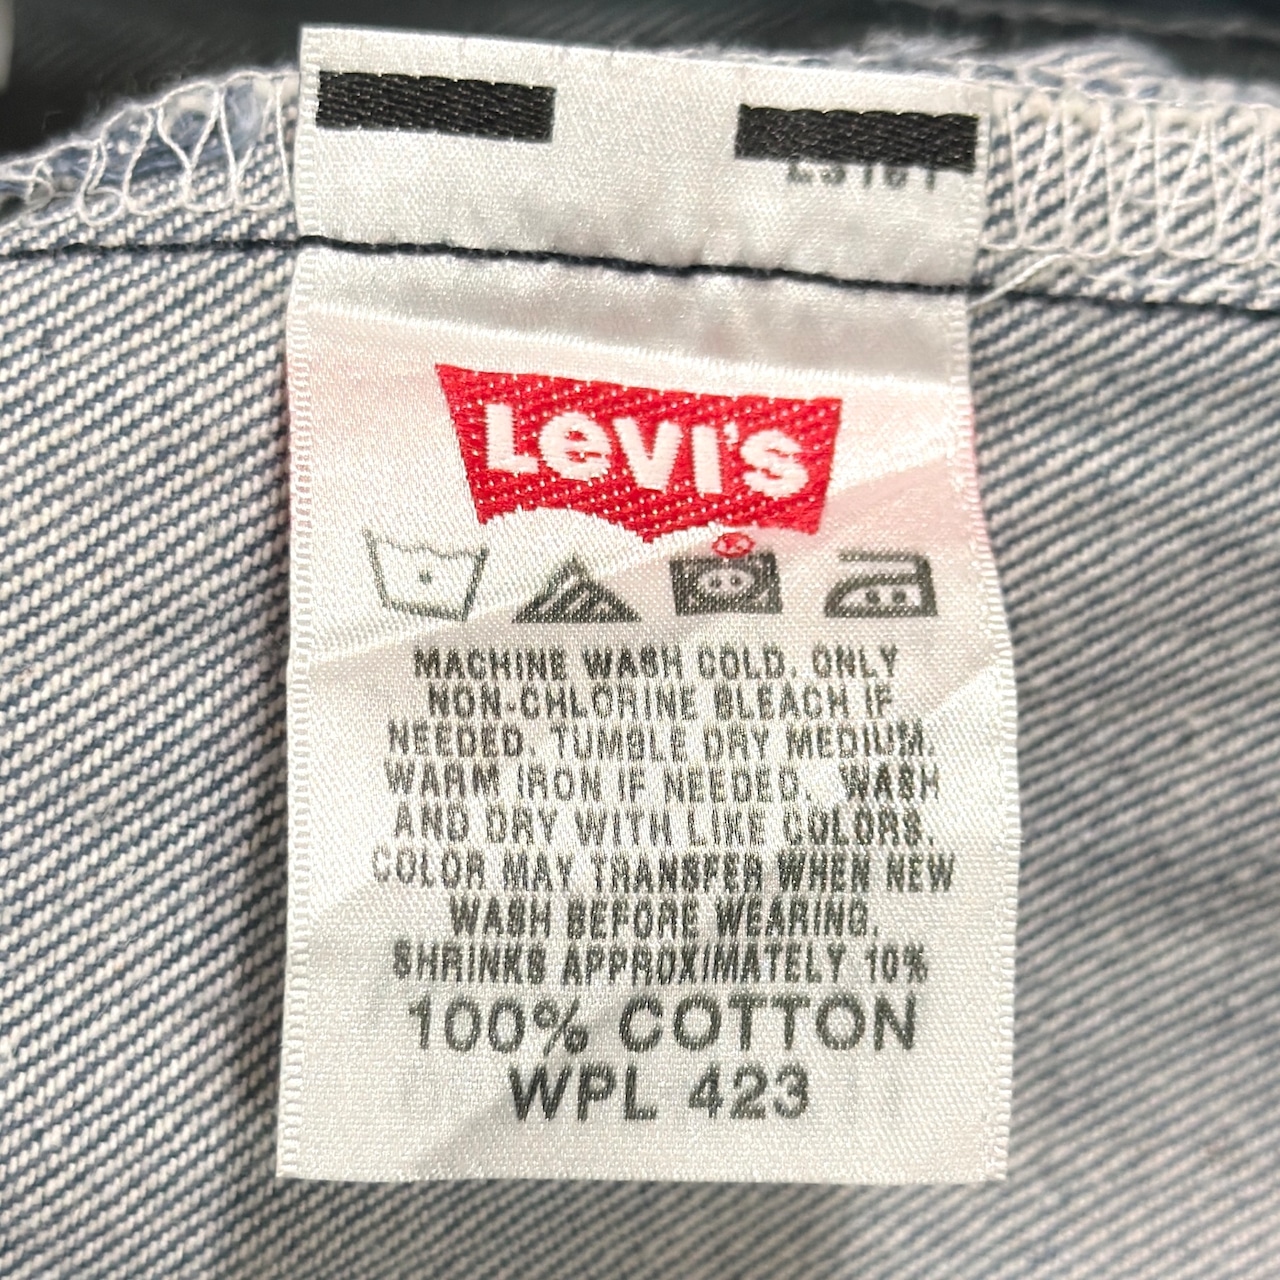 LEVI'S
®
MACHINE WASH COLD. ONLY
NON-CHLORINE BLEACH IF
NEEDED. TUMBLE DRY MEDIUM.
WARM IRON IF NEEDED. WASH
AND DRY WITH LIKE COLORS.
COLOR MAY TRANSFER WHEN NEW
WASH BEFORE WEARING.
SHRINKS APPROXIMATELY 10%
100% COTTON
WPL 423